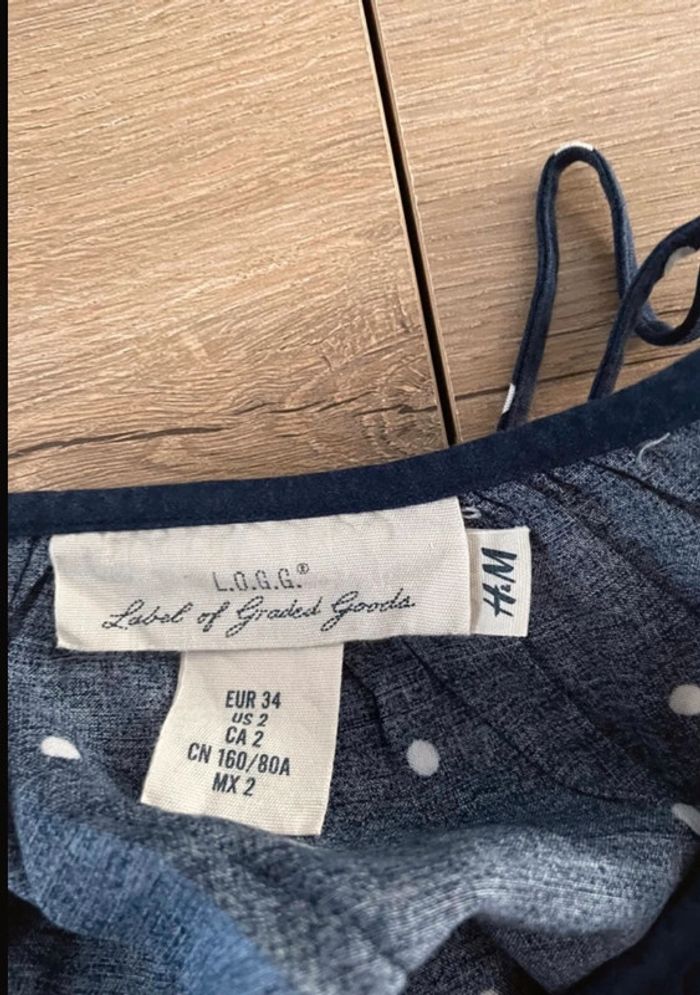 L.O.G.G.®
Label of Graded Goods
H&M
EUR 34
US 2
CA 2
CN 160/80A
MX 2